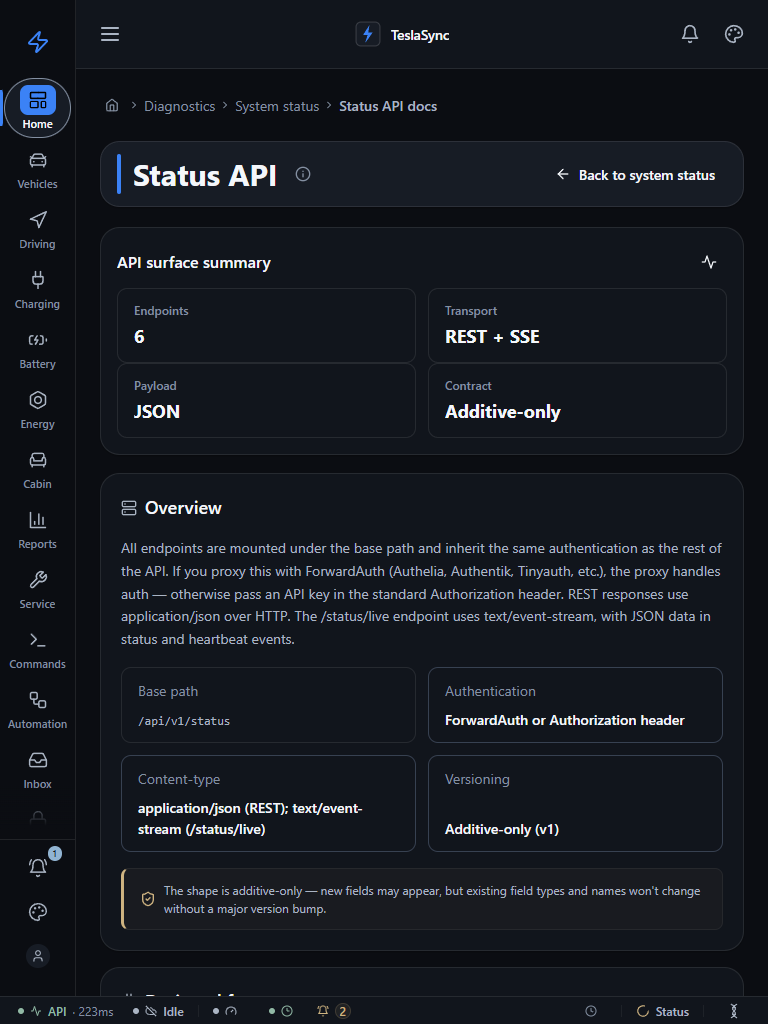 TeslaSync
Home
Vehicles
Driving
Charging
Battery
Energy
Cabin
Reports
Service
Commands
Automation
Inbox
1
Diagnostics > System status > Status API docs
Status API
Back to system status
API surface summary
Endpoints
6
Transport
REST + SSE
Payload
JSON
Contract
Additive-only
Overview
All endpoints are mounted under the base path and inherit the same authentication as the rest of
the API. If you proxy this with ForwardAuth (Authelia, Authentik, Tinyauth, etc.), the proxy handles
auth — otherwise pass an API key in the standard Authorization header. REST responses use
application/json over HTTP. The /status/live endpoint uses text/event-stream, with JSON data in
status and heartbeat events.
Base path
/api/v1/status
Authentication
ForwardAuth or Authorization header
Content-type
application/json (REST); text/event-
stream (/status/live)
Versioning
Additive-only (v1)
The shape is additive-only — new fields may appear, but existing field types and names won't change
without a major version bump.
API · 223ms
Idle
2
Status